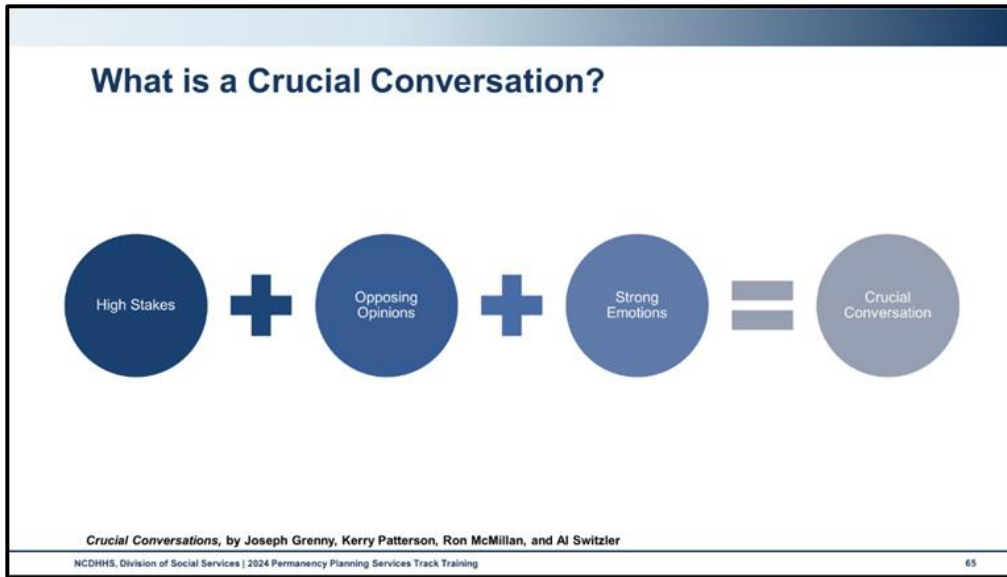 What is a Crucial Conversation?
High Stakes
Opposing
Opinions
Strong
Emotions
Crucial
Conversation
Crucial Conversations, by Joseph Grenny, Kerry Patterson, Ron McMillan, and Al Switzler
NCDHHS, Division of Social Services | 2024 Permanency Planning Services Track Training
65